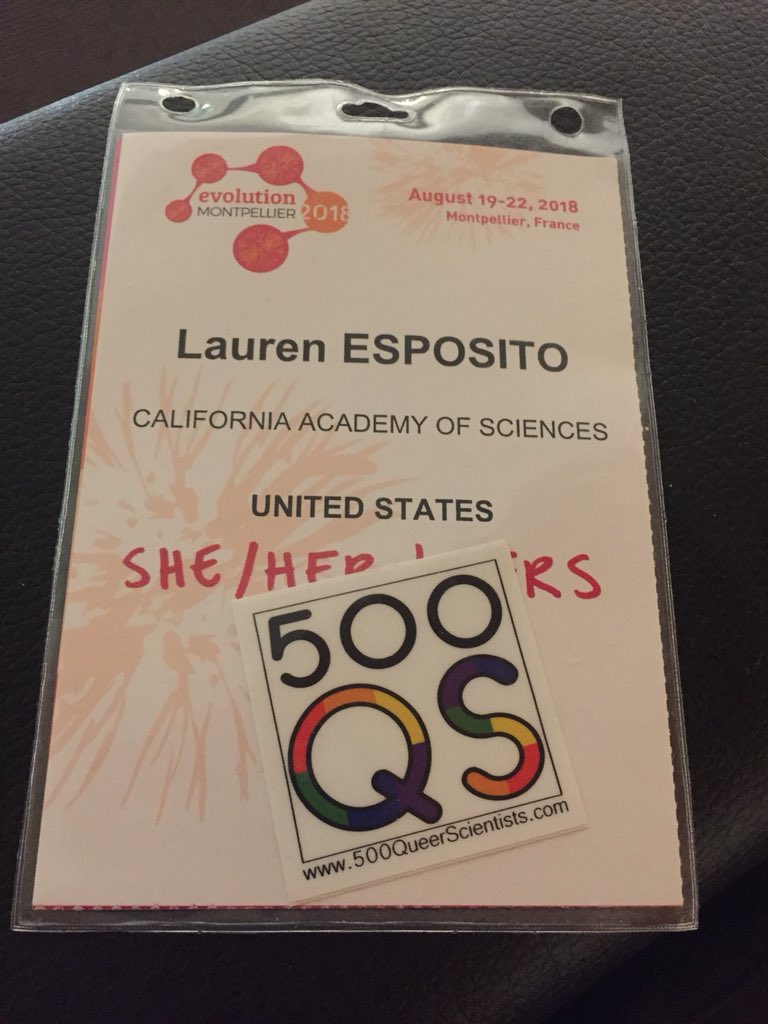 evolution
MONTPELLIER 2018
August 19-22, 2018
Montpellier, France
Lauren ESPOSITO
CALIFORNIA ACADEMY OF SCIENCES
UNITED STATES
SHE/HER
500
QS
www.500QueerScientists.com